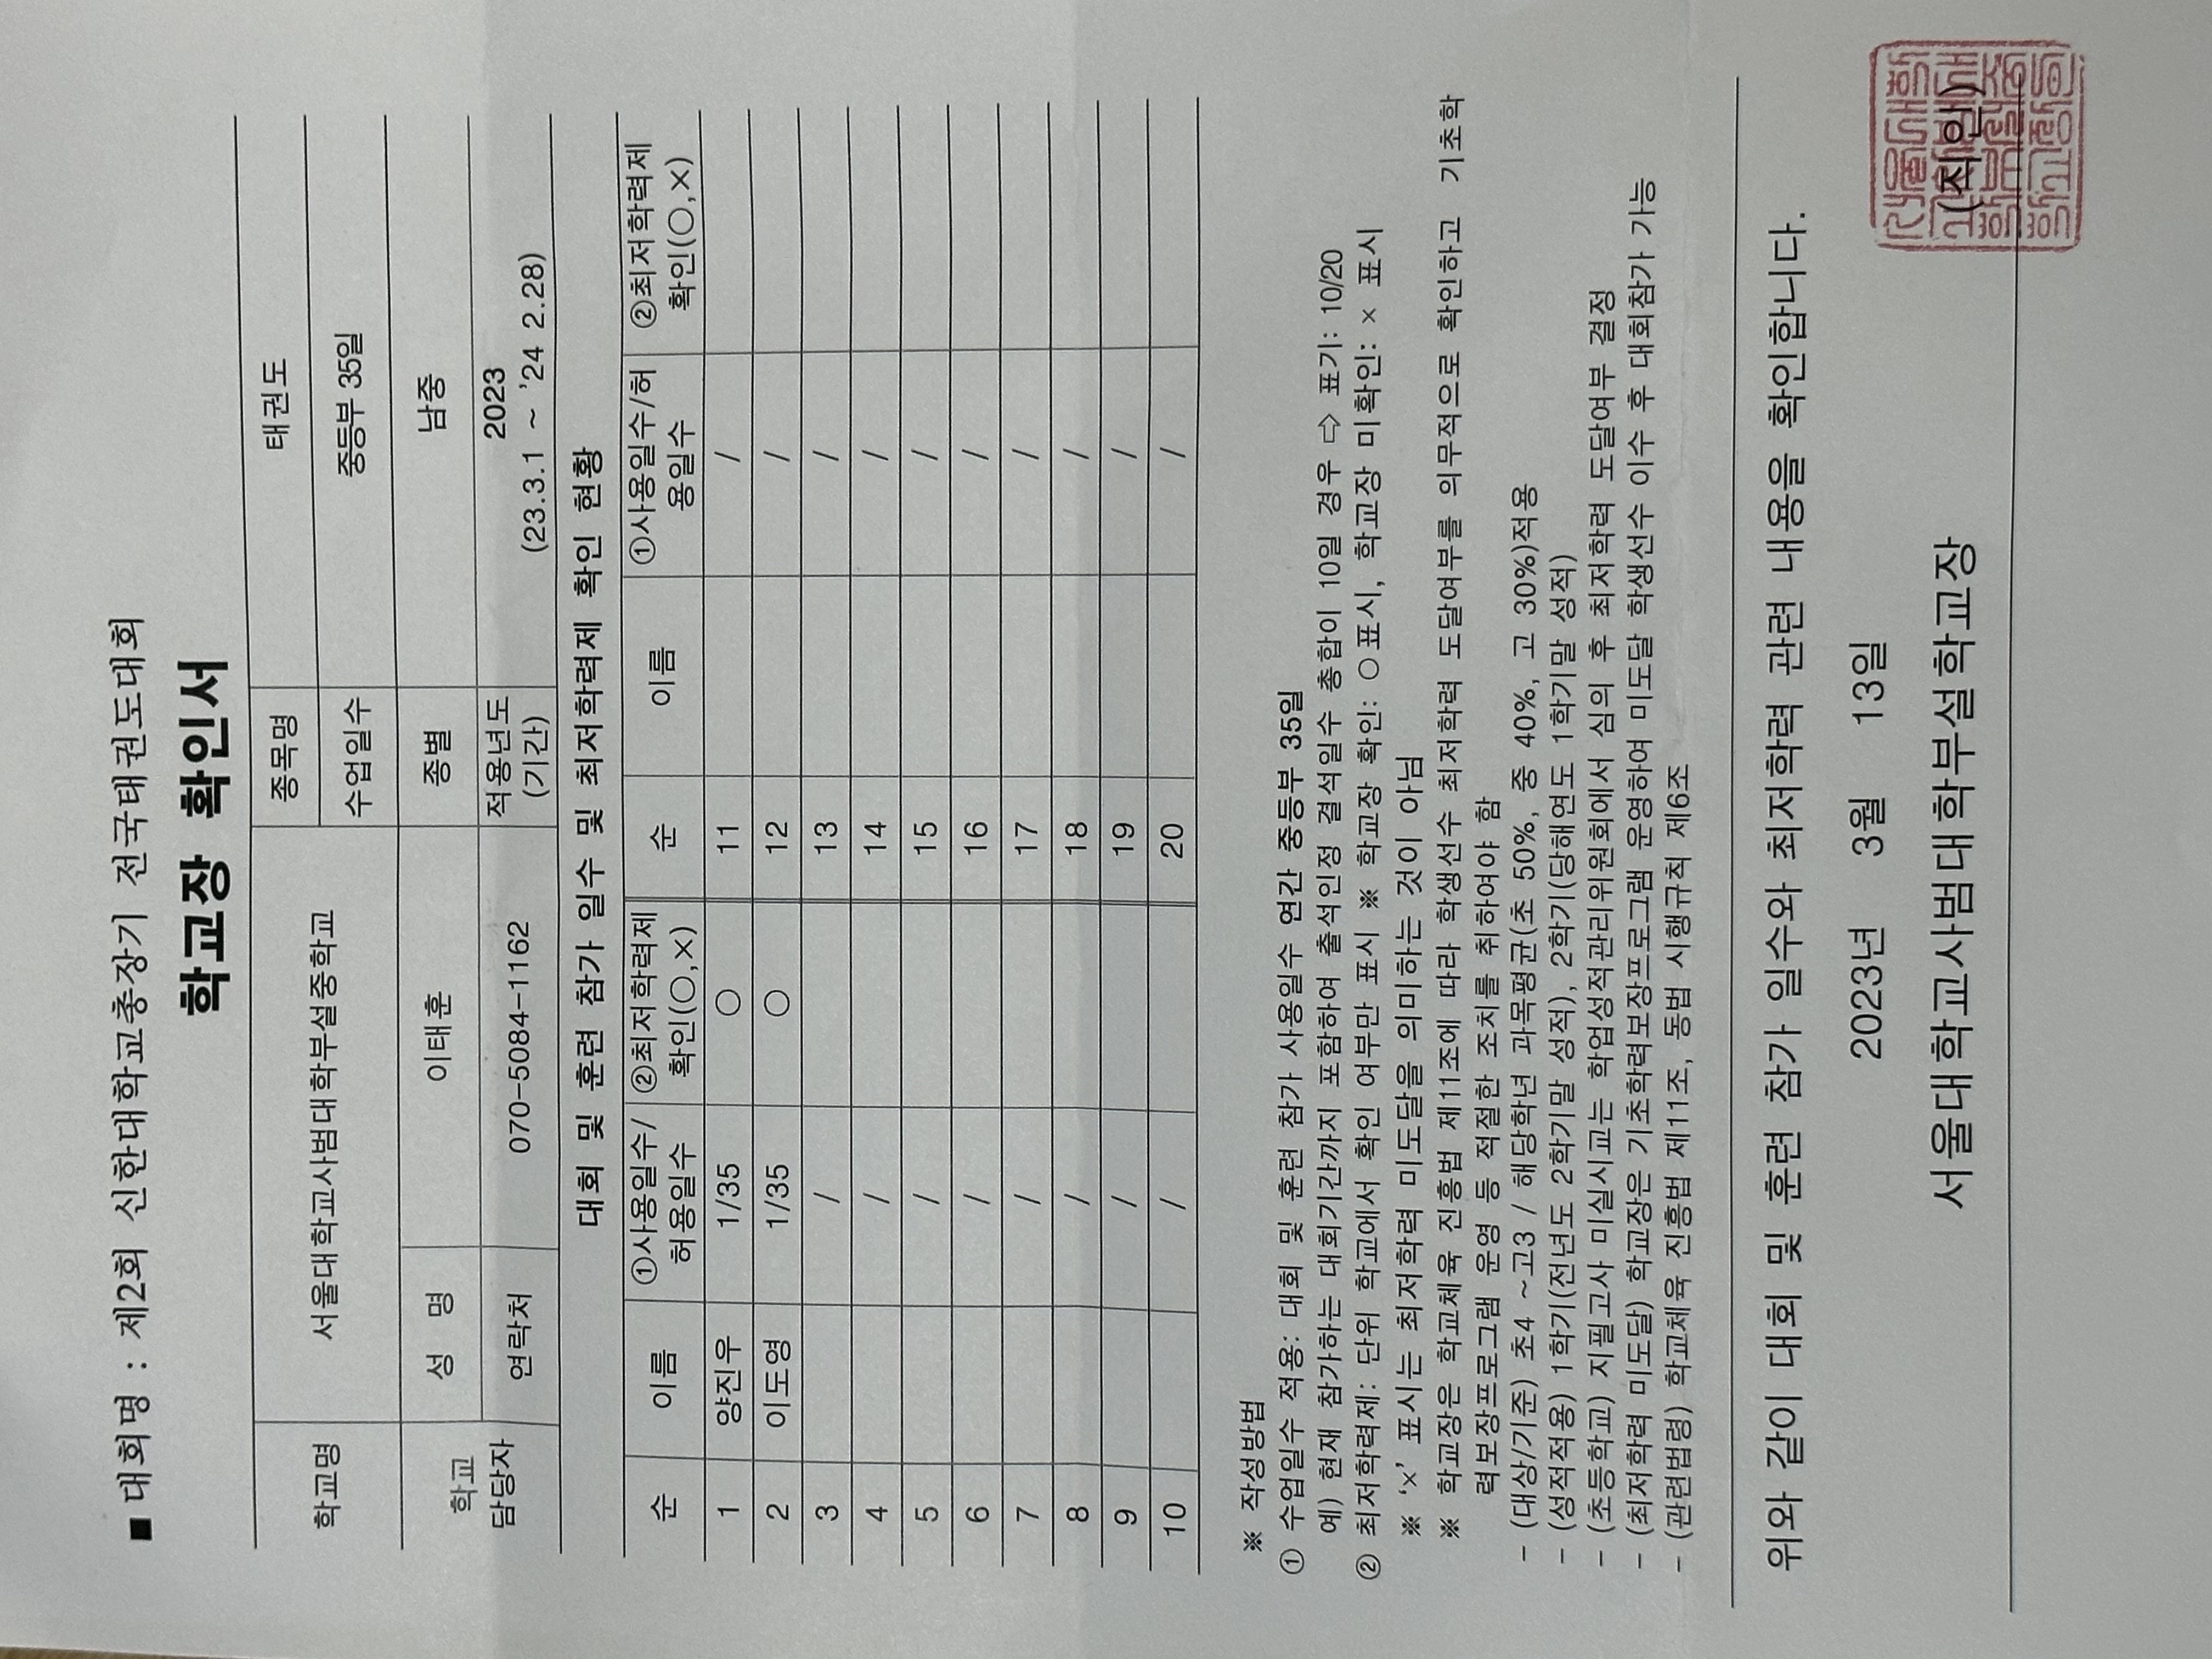 ■ 대회명 : 제2회 신한대학교총장기 전국태권도대회
학교장 확인서
학교명 서울대학교사범대학부설중학교 종목명 태권도
수업일수 중등부 35일
학교 담당자 성 명 이태훈 종별 남중
연락처 070-5084-1162 적용년도 (기간) 2023 (23.3.1 ~ '24 2.28)
대회 및 훈련 참가 일수 및 최저학력제 확인 현황
순 이름 ①사용일수/허용일수 ②최저학력제 확인(○,×) 순 이름 ①사용일수/허용일수 ②최저학력제 확인(○,×)
1 양진우 1/35 ○ 11 /
2 이도영 1/35 ○ 12 /
3 / 13 /
4 / 14 /
5 / 15 /
6 / 16 /
7 / 17 /
8 / 18 /
9 / 19 /
10 / 20 /
※ 작성방법
① 수업일수 적용: 대회 및 훈련 참가 사용일수 연간 중등부 35일
예) 현재 참가하는 대회기간까지 포함하여 출석인정 결석일수 총합이 10일 경우 ⇨ 표기: 10/20
② 최저학력제: 단위 학교에서 확인 여부만 표시 ※ 학교장 확인: ○표시, 학교장 미확인: × 표시
※ '×' 표시는 최저학력 미도달을 의미하는 것이 아님
※ 학교장은 학교체육 진흥법 제11조에 따라 학생선수 최저학력 도달여부를 의무적으로 확인하고 기초학
력보장프로그램 운영 등 적절한 조치를 취하여야 함
- (대상/기준) 초4 ~고3 / 해당학년 과목평균(초 50%, 중 40%, 고 30%)적용
- (성적적용) 1학기(전년도 2학기말 성적), 2학기(당해연도 1학기말 성적)
- (초등학교) 지필고사 미실시교는 학업성적관리위원회에서 심의 후 최저학력 도달여부 결정
- (최저학력 미도달) 학교장은 기초학력보장프로그램 운영하여 미도달 학생선수 이수 후 대회참가 가능
- (관련법령) 학교체육 진흥법 제11조, 동법 시행규칙 제6조
위와 같이 대회 및 훈련 참가 일수와 최저학력 관련 내용을 확인합니다.
2023년 3월 13일
서울대학교사범대학부설학교장 (직인)